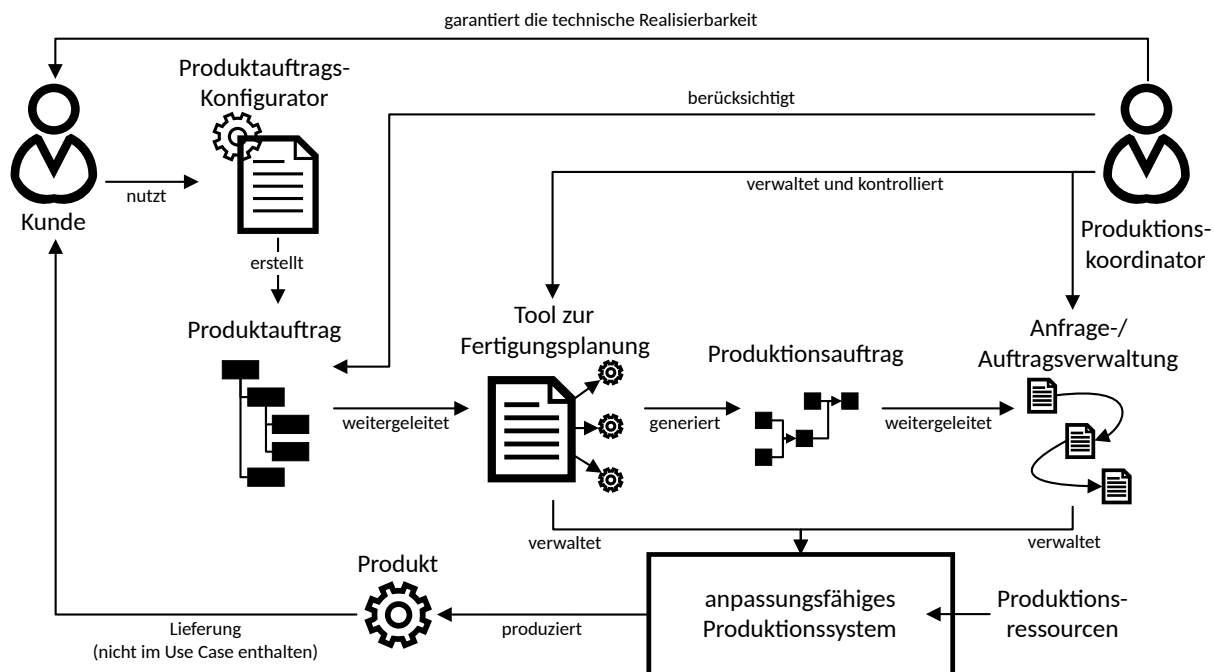 garantiert die technische Realisierbarkeit
Produktauftrags-
Konfigurator
berücksichtigt
nutzt
verwaltet und kontrolliert
Kunde
Produktions-
koordinator
erstellt
Produktauftrag
Tool zur
Fertigungsplanung
Produktionsauftrag
Anfrage-/
Auftragsverwaltung
weitergeleitet
generiert
weitergeleitet
verwaltet
verwaltet
Produkt
anpassungsfähiges
Produktionssystem
Produktions-
ressourcen
produziert
Lieferung
(nicht im Use Case enthalten)